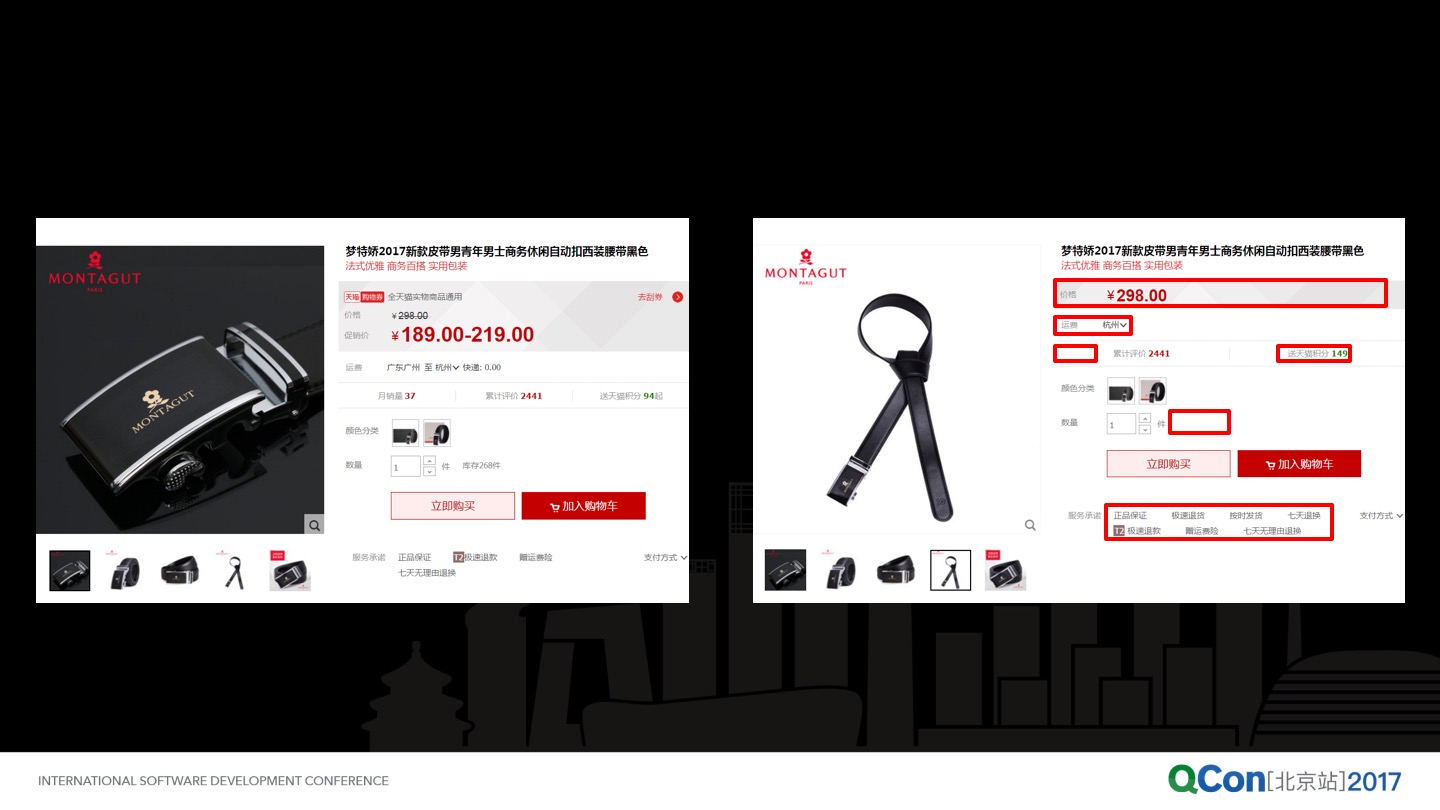 MONTAGUT
PARIS
MONTAGUT
梦特娇2017新款皮带男青年男士商务休闲自动扣西装腰带黑色
法式优雅 商务百搭 实用包装
天猫 购物券 全天猫实物商品通用 去刮券
价格 ¥298.00
促销价 ¥189.00-219.00
运费 广东广州 至 杭州 快递: 0.00
月销量 37 累计评价 2441 送天猫积分 94起
颜色分类
数量 1 件 库存268件
立即购买 加入购物车
服务承诺 正品保证 T2极速退款 赠运费险 支付方式
七天无理由退换
MONTAGUT
PARIS
梦特娇2017新款皮带男青年男士商务休闲自动扣西装腰带黑色
法式优雅 商务百搭 实用包装
价格 ¥298.00
运费 杭州
累计评价 2441 送天猫积分 149
颜色分类
数量 1 件
立即购买 加入购物车
服务承诺 正品保证 极速退货 按时发货 七天退换 支付方式
T2 极速退款 赠运费险 七天无理由退换
INTERNATIONAL SOFTWARE DEVELOPMENT CONFERENCE
QCon[北京站]2017